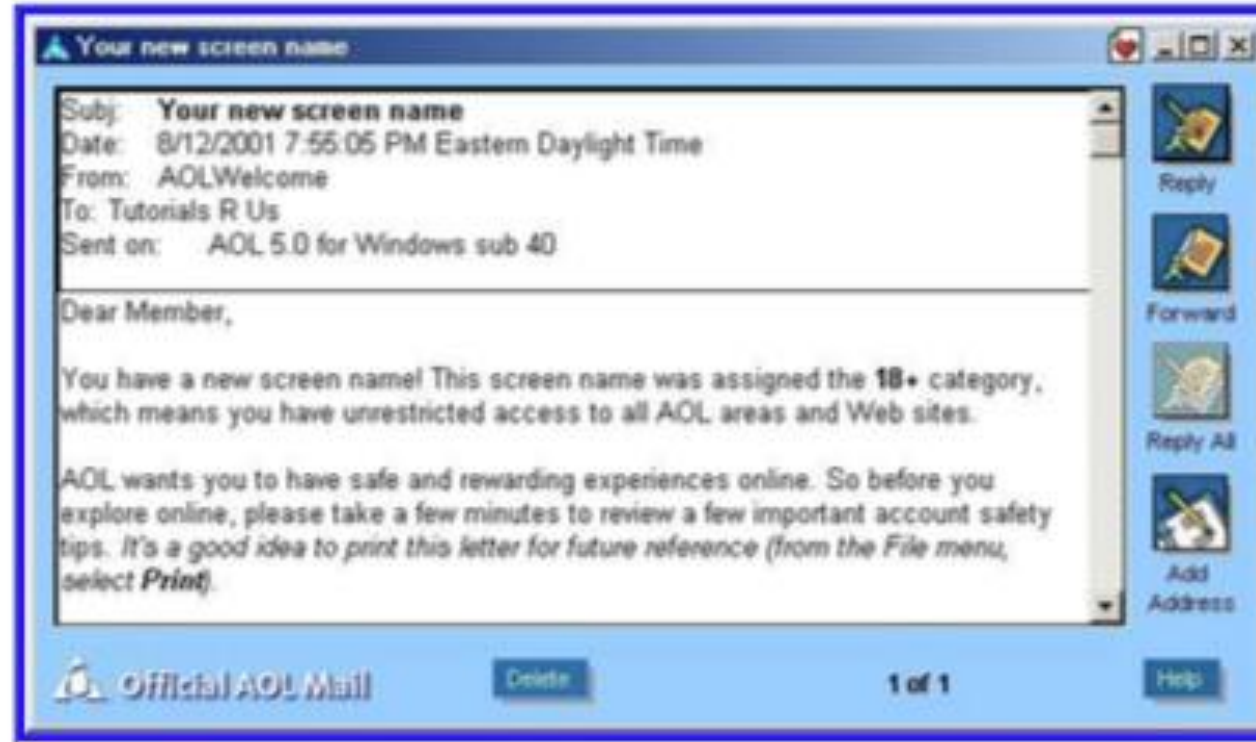 Your new screen name
Subj: Your new screen name
Date: 8/12/2001 7:55:05 PM Eastern Daylight Time
From: AOLWelcome
To: Tutorials R Us
Sent on: AOL 5.0 for Windows sub 40
Reply
Dear Member,
Forward
You have a new screen name! This screen name was assigned the 18+ category,
which means you have unrestricted access to all AOL areas and Web sites.
Reply All
AOL wants you to have safe and rewarding experiences online. So before you
explore online, please take a few minutes to review a few important account safety
tips. It's a good idea to print this letter for future reference (from the File menu,
select Print).
Add
Address
Official AOL Mail
Delete
1 of 1
Help